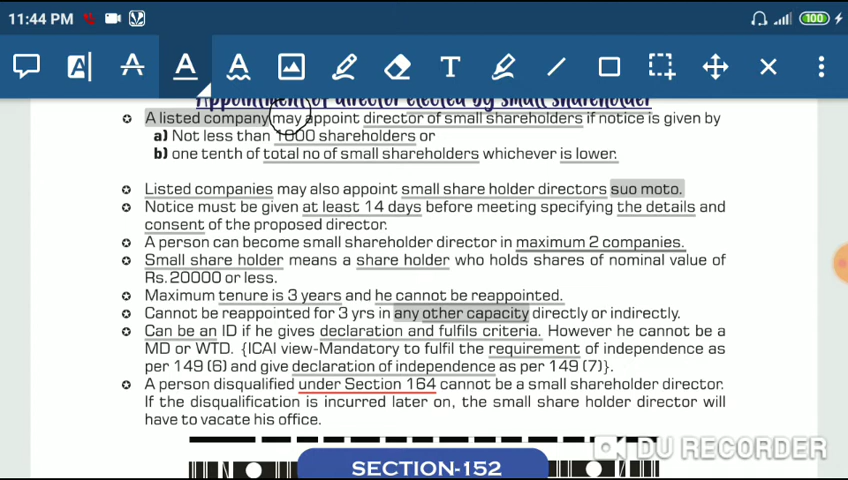 11:44 PM
100
Appointment of director elected by small shareholder
A listed company may appoint director of small shareholders if notice is given by
a) Not less than 1000 shareholders or
b) one tenth of total no of small shareholders whichever is lower.
Listed companies may also appoint small share holder directors suo moto.
Notice must be given at least 14 days before meeting specifying the details and
consent of the proposed director.
A person can become small shareholder director in maximum 2 companies.
Small share holder means a share holder who holds shares of nominal value of
Rs.20000 or less.
Maximum tenure is 3 years and he cannot be reappointed.
Cannot be reappointed for 3 yrs in any other capacity directly or indirectly.
Can be an ID if he gives declaration and fulfils criteria. However he cannot be a
MD or WTD. {ICAI view-Mandatory to fulfil the requirement of independence as
per 149 (6) and give declaration of independence as per 149 (7)}.
A person disqualified under Section 164 cannot be a small shareholder director.
If the disqualification is incurred later on, the small share holder director will
have to vacate his office.
DU RECORDER
SECTION-152